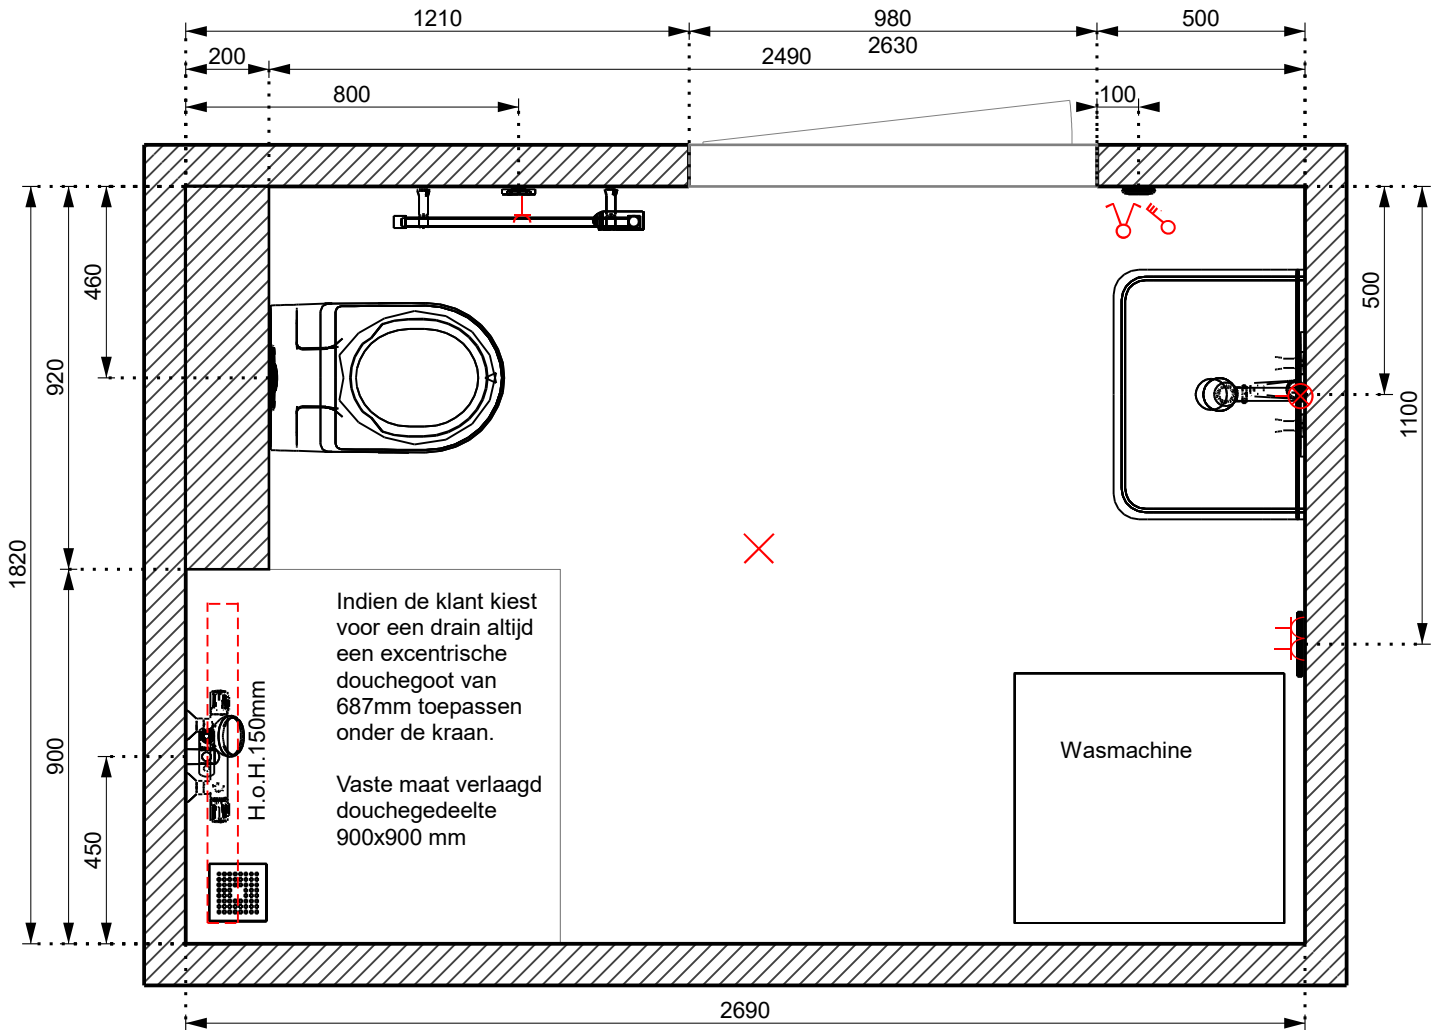 1210
980
500
2630
200
2490
800
100
460
920
1820
900
450
500
1100
Indien de klant kiest
voor een drain altijd
een excentrische
douchegoot van
687mm toepassen
onder de kraan.
Vaste maat verlaagd
douchegedeelte
900x900 mm
H.o.H.150mm
Wasmachine
2690